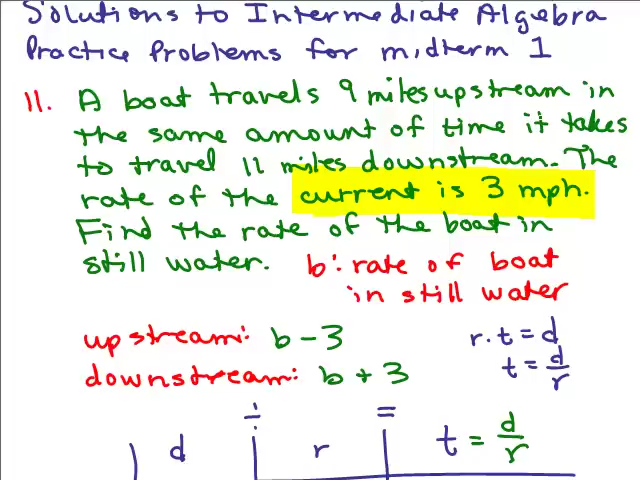 Solutions to Intermediate Algebra
Practice Problems for midterm 1
11. A boat travels 9 miles upstream in
the same amount of time it takes
to travel 11 miles downstream. The
rate of the current is 3 mph.
Find the rate of the boat in
still water. b: rate of boat
in still water
upstream: b - 3
r · t = d
downstream: b + 3
t = d/r
÷ =
d r t = d/r